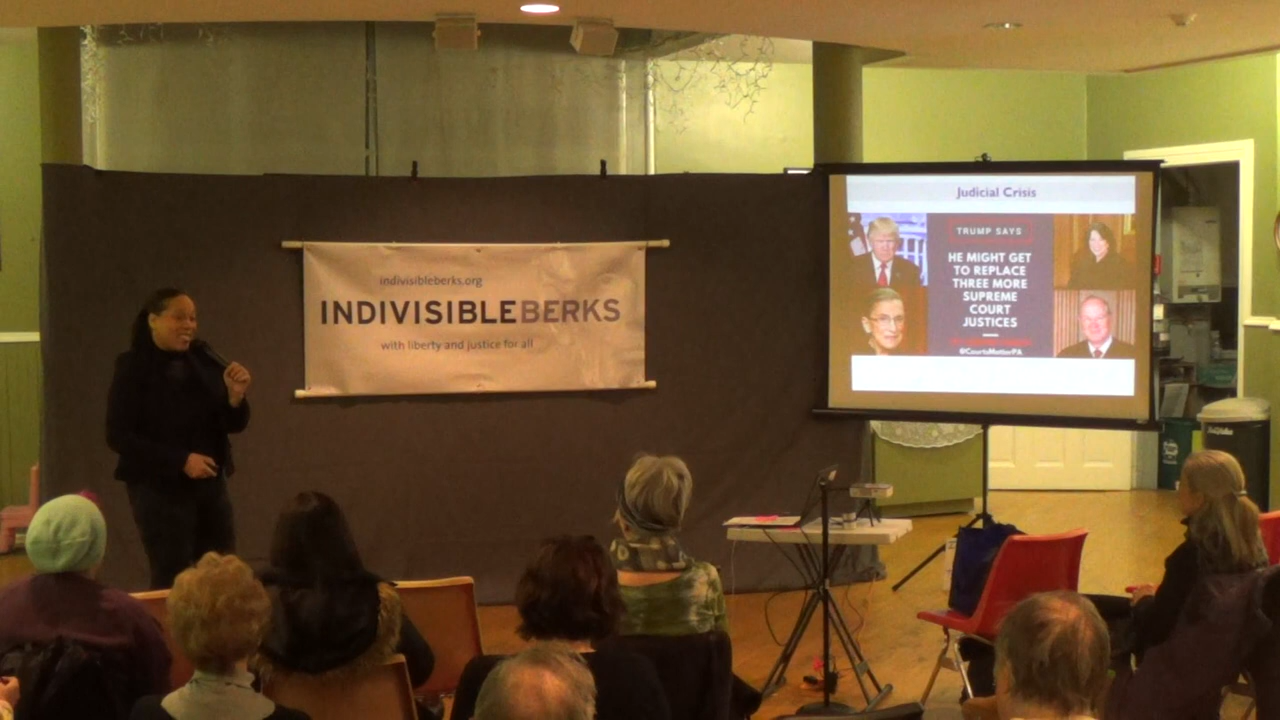 indivisibleberks.org
INDIVISIBLEBERKS
with liberty and justice for all
Judicial Crisis
TRUMP SAYS
HE MIGHT GET
TO REPLACE
THREE MORE
SUPREME
COURT
JUSTICES
@CourtsMatterPA